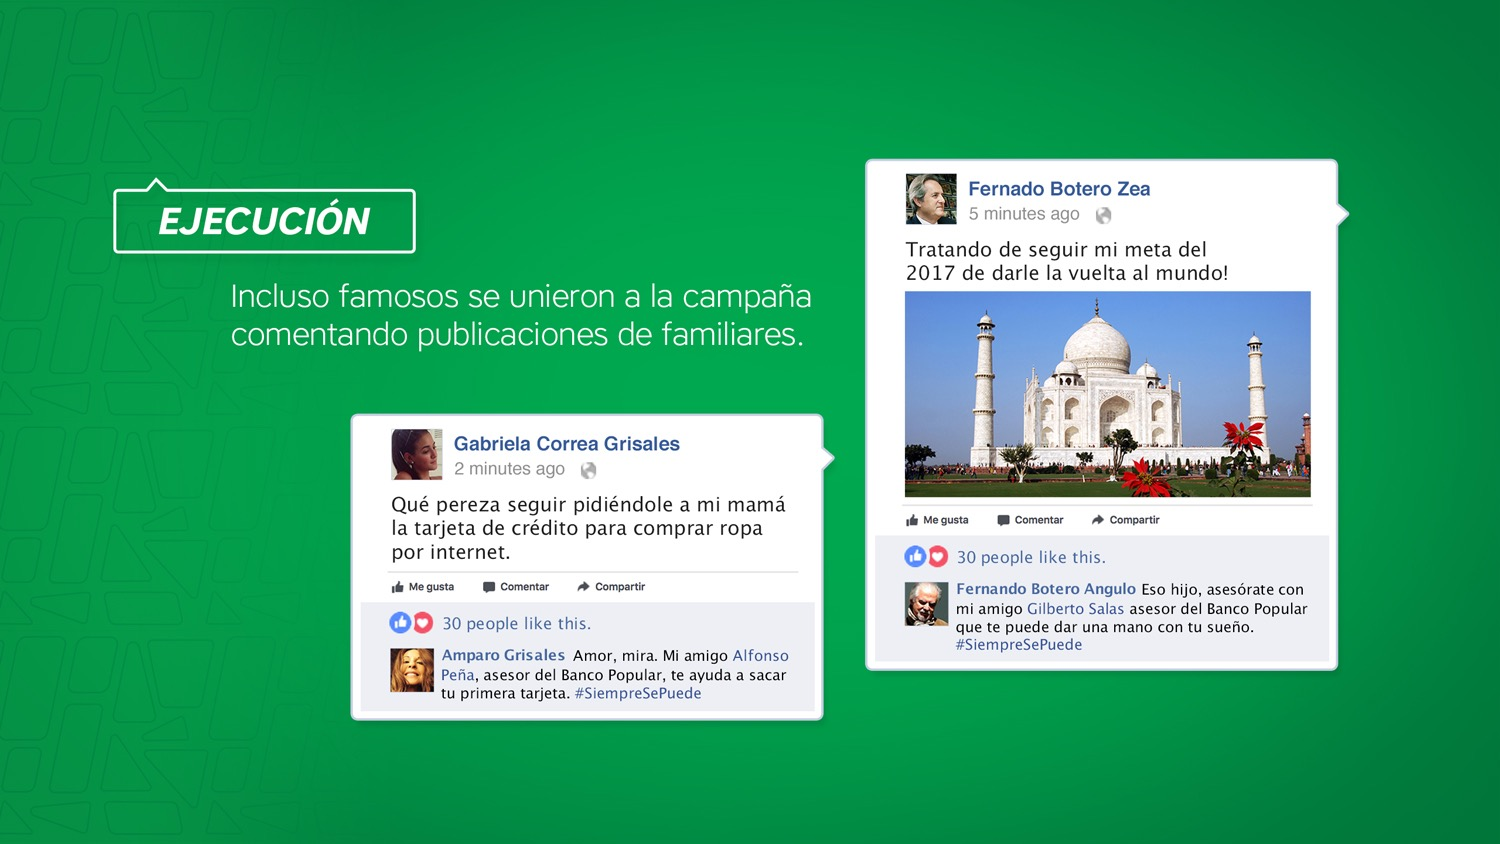 EJECUCIÓN
Incluso famosos se unieron a la campaña
comentando publicaciones de familiares.
Gabriela Correa Grisales
2 minutes ago
Qué pereza seguir pidiéndole a mi mamá
la tarjeta de crédito para comprar ropa
por internet.
Me gusta Comentar Compartir
30 people like this.
Amparo Grisales Amor, mira. Mi amigo Alfonso
Peña, asesor del Banco Popular, te ayuda a sacar
tu primera tarjeta. #SiempreSePuede
Fernado Botero Zea
5 minutes ago
Tratando de seguir mi meta del
2017 de darle la vuelta al mundo!
Me gusta Comentar Compartir
30 people like this.
Fernando Botero Angulo Eso hijo, asesórate con
mi amigo Gilberto Salas asesor del Banco Popular
que te puede dar una mano con tu sueño.
#SiempreSePuede